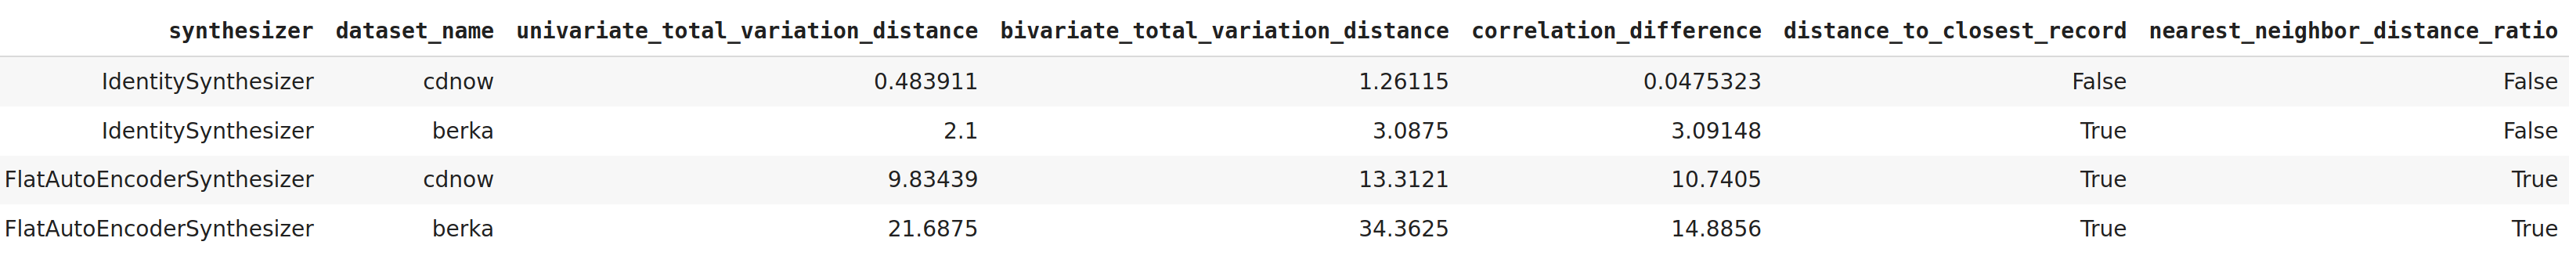 synthesizer dataset_name univariate_total_variation_distance bivariate_total_variation_distance correlation_difference distance_to_closest_record nearest_neighbor_distance_ratio
IdentitySynthesizer cdnow 0.483911 1.26115 0.0475323 False False
IdentitySynthesizer berka 2.1 3.0875 3.09148 True False
FlatAutoEncoderSynthesizer cdnow 9.83439 13.3121 10.7405 True True
FlatAutoEncoderSynthesizer berka 21.6875 34.3625 14.8856 True True